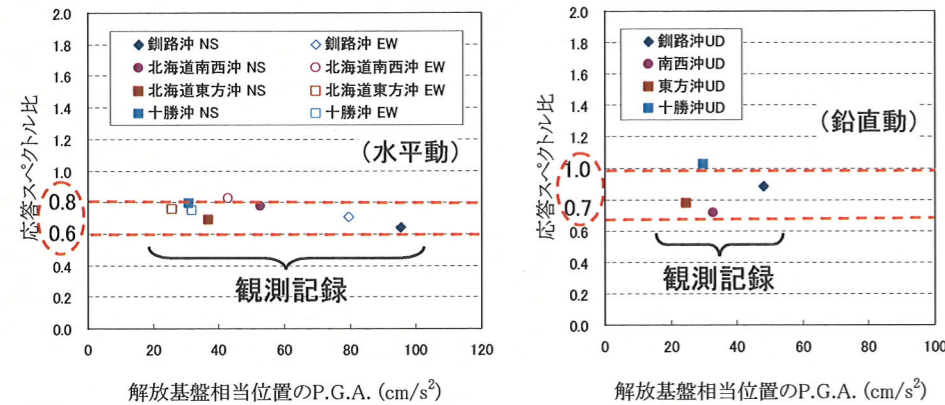 応答スペクトル比
2.0
1.8
1.6
1.4
1.2
1.0
0.8
0.6
0.4
0.2
0.0
釧路沖 NS
釧路沖 EW
北海道南西沖 NS
北海道南西沖 EW
北海道東方沖 NS
北海道東方沖 EW
十勝沖 NS
十勝沖 EW
(水平動)
観測記録
0 20 40 60 80 100 120
解放基盤相当位置のP.G.A. (cm/s²)
応答スペクトル比
2.0
1.8
1.6
1.4
1.2
1.0
0.7
0.4
0.2
0.0
釧路沖UD
南西沖UD
東方沖UD
十勝沖UD
(鉛直動)
観測記録
0 20 40 60 80 100
解放基盤相当位置のP.G.A. (cm/s²)